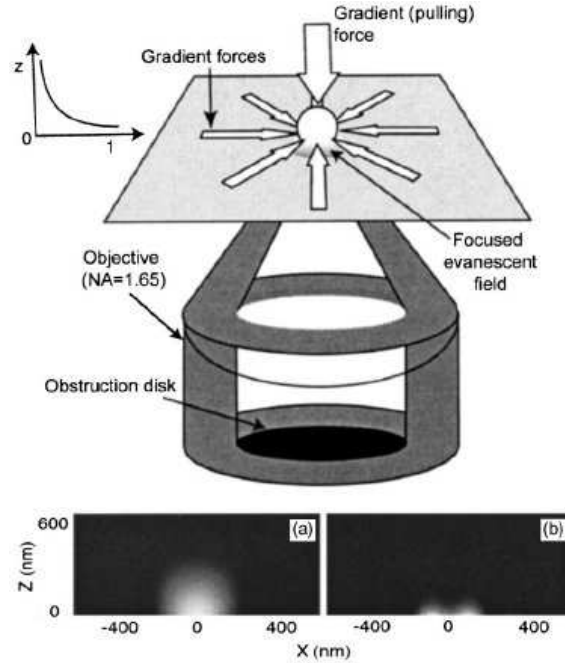 Gradient (pulling)
force
Gradient forces
z
0
1
Focused
evanescent
field
Objective
(NA=1.65)
Obstruction disk
600
(a)
(b)
Z (nm)
0
-400
0
400
-400
0
400
X (nm)